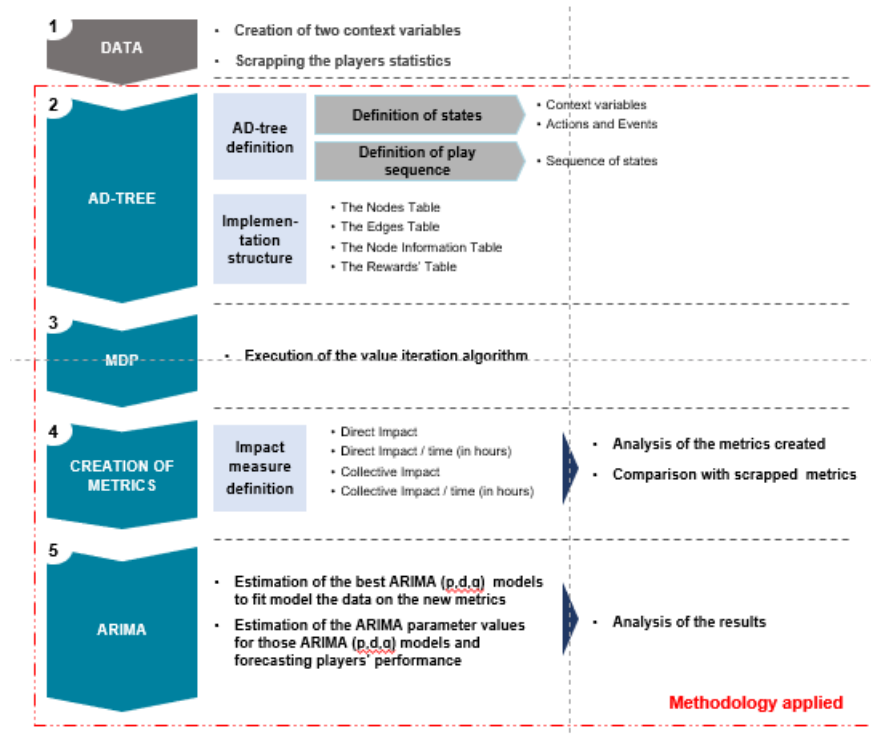 1
DATA
• Creation of two context variables
• Scrapping the players statistics
2
AD-TREE
AD-tree
definition
Definition of states
• Context variables
• Actions and Events
Definition of play
sequence
• Sequence of states
Implemen-
tation
structure
• The Nodes Table
• The Edges Table
• The Node Information Table
• The Rewards' Table
3
MDP
• Execution of the value iteration algorithm
4
CREATION OF
METRICS
Impact
measure
definition
• Direct Impact
• Direct Impact / time (in hours)
• Collective Impact
• Collective Impact / time (in hours)
• Analysis of the metrics created
• Comparison with scrapped metrics
5
ARIMA
• Estimation of the best ARIMA (p,d,q) models
to fit model the data on the new metrics
• Estimation of the ARIMA parameter values
for those ARIMA (p,d,q) models and
forecasting players' performance
• Analysis of the results
Methodology applied